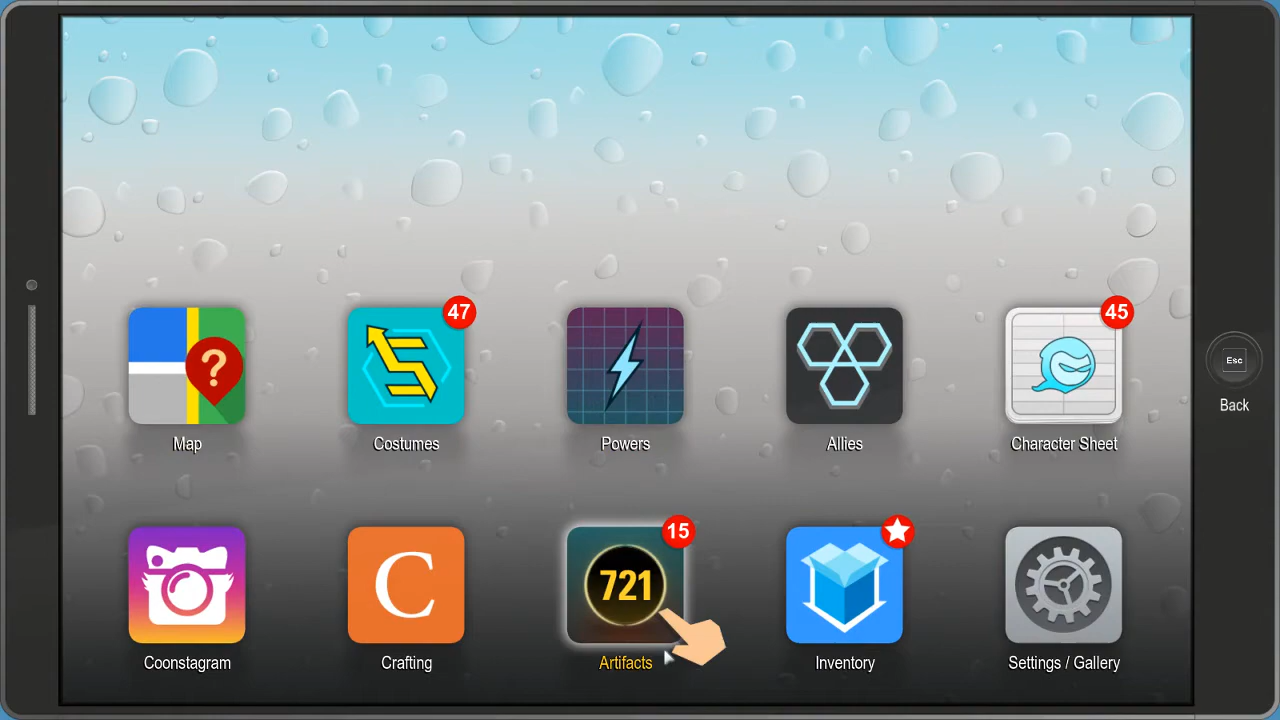 47
45
?
Esc
Map
Costumes
Powers
Allies
Character Sheet
Back
15
C
721
Coonstagram
Crafting
Artifacts
Inventory
Settings / Gallery